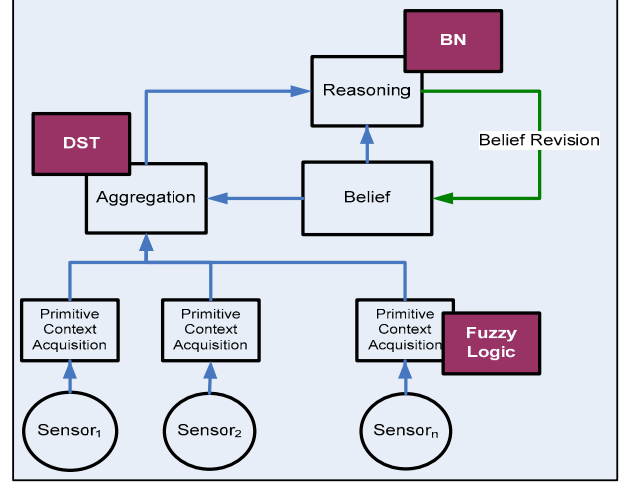 BN
Reasoning
DST
Belief Revision
Aggregation
Belief
Primitive
Context
Acquisition
Primitive
Context
Acquisition
Primitive
Context
Acquisition
Fuzzy
Logic
Sensor₁
Sensor₂
Sensorₙ